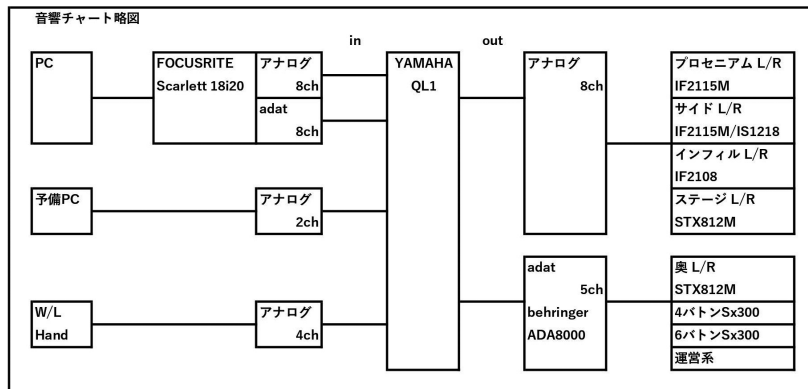 音響チャート略図
in
out
PC
FOCUSRITE
Scarlett 18i20
アナログ
8ch
adat
8ch
YAMAHA
QL1
アナログ
8ch
プロセニアム L/R
IF2115M
サイド L/R
IF2115M/IS1218
インフィル L/R
IF2108
ステージ L/R
STX812M
予備PC
アナログ
2ch
adat
5ch
behringer
ADA8000
奥 L/R
STX812M
4バトンSx300
6バトンSx300
運営系
W/L
Hand
アナログ
4ch